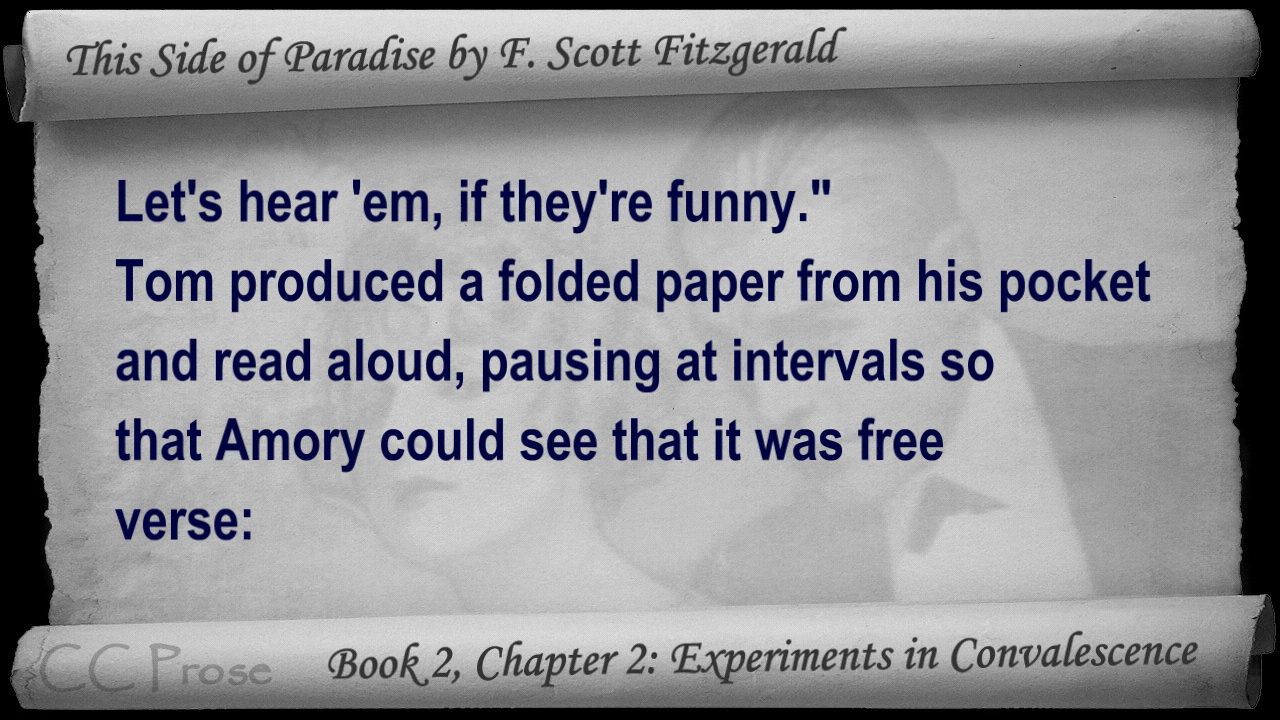 This Side of Paradise by F. Scott Fitzgerald
Let's hear 'em, if they're funny."
Tom produced a folded paper from his pocket
and read aloud, pausing at intervals so
that Amory could see that it was free
verse:
CC Prose
Book 2, Chapter 2: Experiments in Convalescence